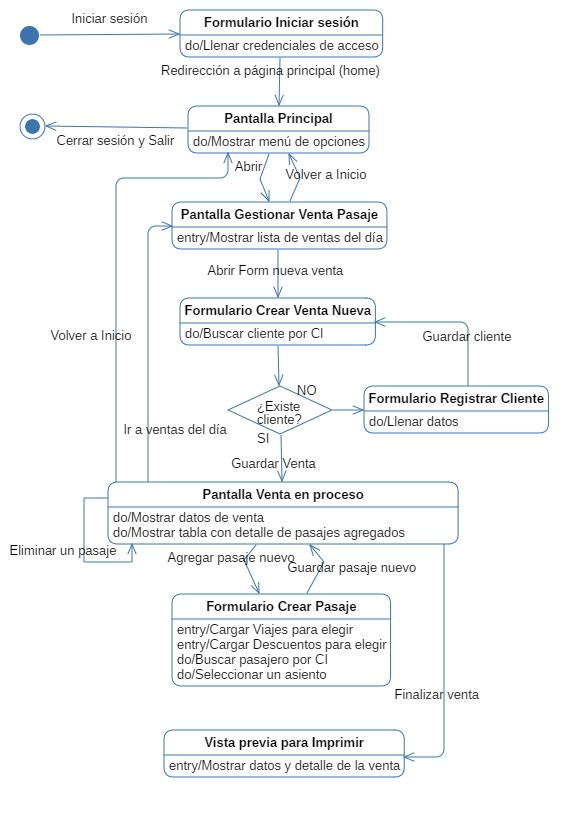 Iniciar sesión
Formulario Iniciar sesión
do/Llenar credenciales de acceso
Redirección a página principal (home)
Pantalla Principal
do/Mostrar menú de opciones
Cerrar sesión y Salir
Abrir
Volver a Inicio
Pantalla Gestionar Venta Pasaje
entry/Mostrar lista de ventas del día
Abrir Form nueva venta
Formulario Crear Venta Nueva
do/Buscar cliente por CI
Volver a Inicio
Guardar cliente
NO
¿Existe
cliente?
Formulario Registrar Cliente
do/Llenar datos
Ir a ventas del día
SI
Guardar Venta
Pantalla Venta en proceso
do/Mostrar datos de venta
do/Mostrar tabla con detalle de pasajes agregados
Eliminar un pasaje
Agregar pasaje nuevo
Guardar pasaje nuevo
Formulario Crear Pasaje
entry/Cargar Viajes para elegir
entry/Cargar Descuentos para elegir
do/Buscar pasajero por CI
do/Seleccionar un asiento
Finalizar venta
Vista previa para Imprimir
entry/Mostrar datos y detalle de la venta